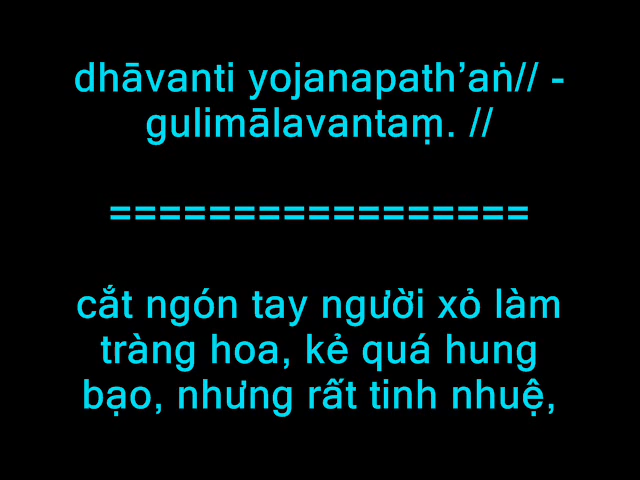 dhāvanti yojanapath’aṅ// -
gulimālavantaṃ. //
=================
cắt ngón tay người xỏ làm
tràng hoa, kẻ quá hung
bạo, nhưng rất tinh nhuệ,